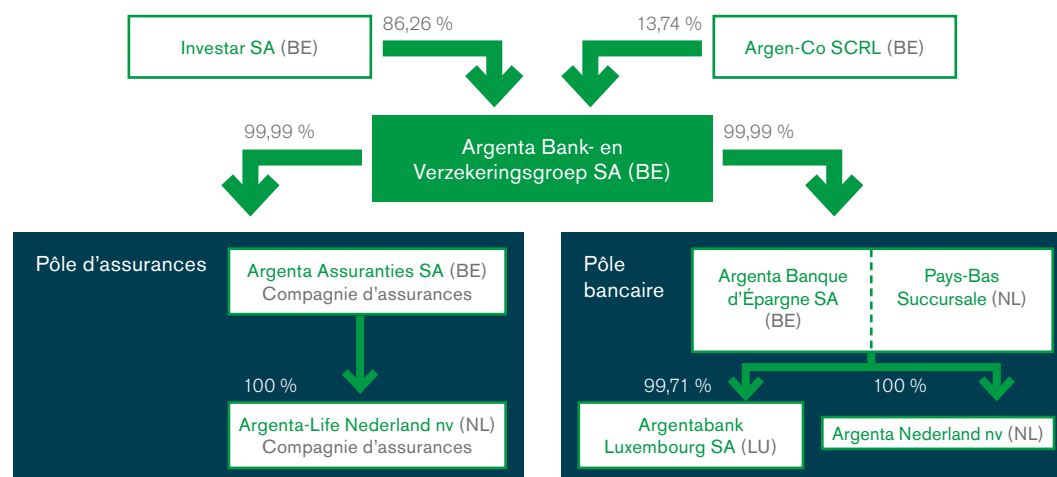 86,26 %
13,74 %
Investar SA (BE)
Argen-Co SCRL (BE)
99,99 %
99,99 %
Argenta Bank- en
Verzekeringsgroep SA (BE)
Pôle d'assurances
Argenta Assuranties SA (BE)
Compagnie d'assurances
100 %
Argenta-Life Nederland nv (NL)
Compagnie d'assurances
Pôle
bancaire
Argenta Banque
d'Épargne SA
(BE)
Pays-Bas
Succursale (NL)
99,71 %
100 %
Argentabank
Luxembourg SA (LU)
Argenta Nederland nv (NL)